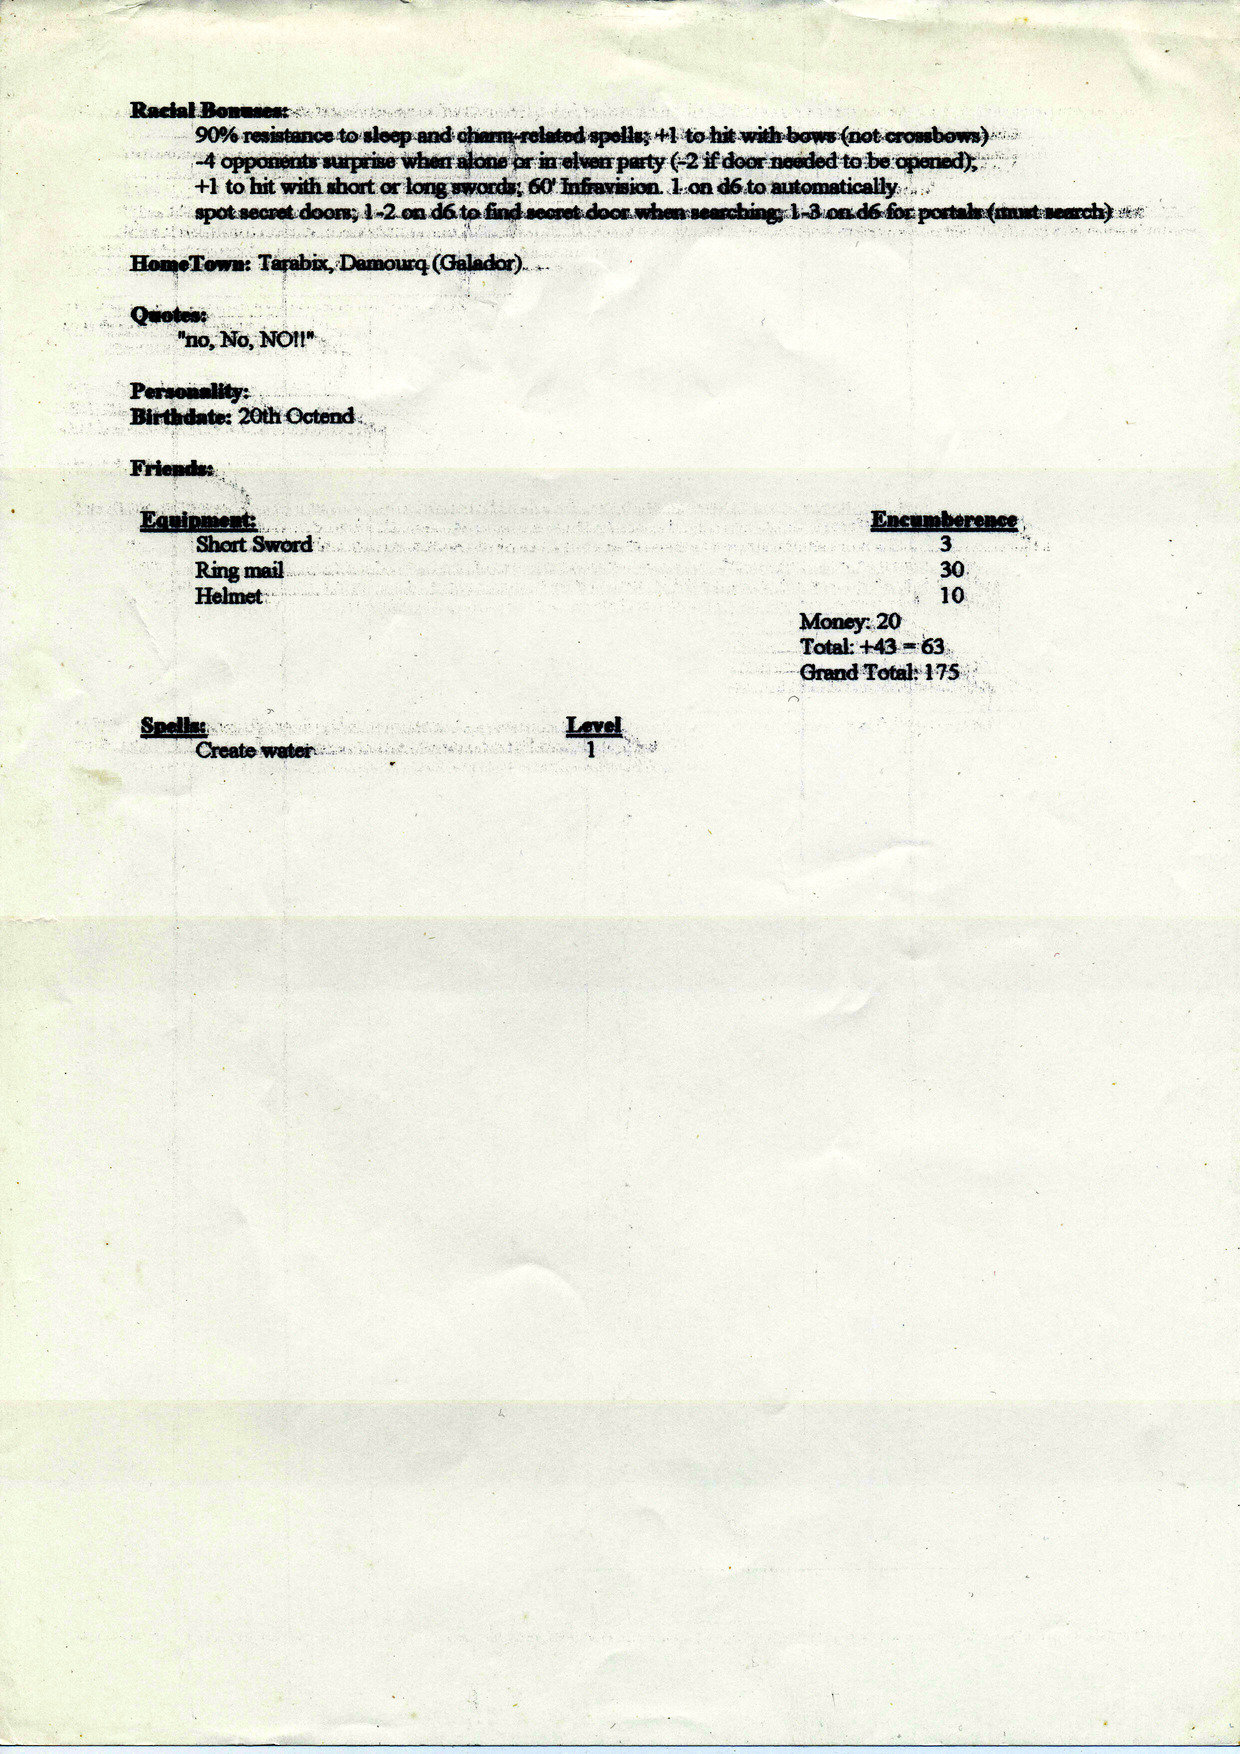 Racial Bonuses:
90% resistance to sleep and charm-related spells; +1 to hit with bows (not crossbows)
-4 opponents surprise when alone or in elven party (-2 if door needed to be opened);
+1 to hit with short or long swords; 60' Infravision. 1 on d6 to automatically
spot secret doors; 1-2 on d6 to find secret door when searching; 1-3 on d6 for portals (must search)
HomeTown: Tarabix, Damourq (Galador)
Quotes:
"no, No, NO!!"
Personality:
Birthdate: 20th Octend
Friends:
Equipment: Encumberence
Short Sword 3
Ring mail 30
Helmet 10
Money: 20
Total: +43 = 63
Grand Total: 175
Spells: Level
Create water 1